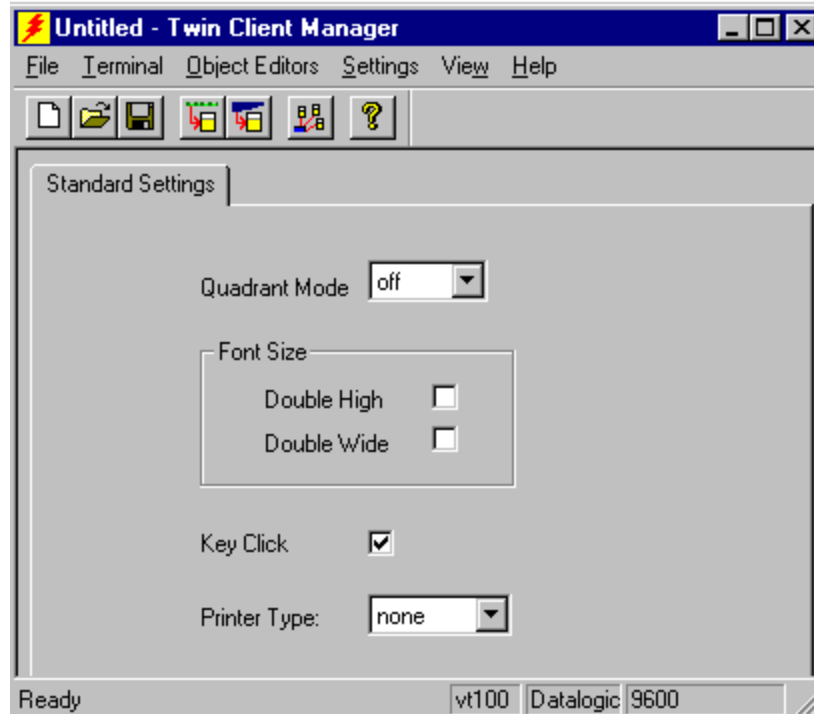 Untitled - Twin Client Manager
File Terminal Object Editors Settings View Help
Standard Settings
Quadrant Mode off
Font Size
Double High
Double Wide
Key Click
Printer Type: none
Ready vt100 Datalogic 9600